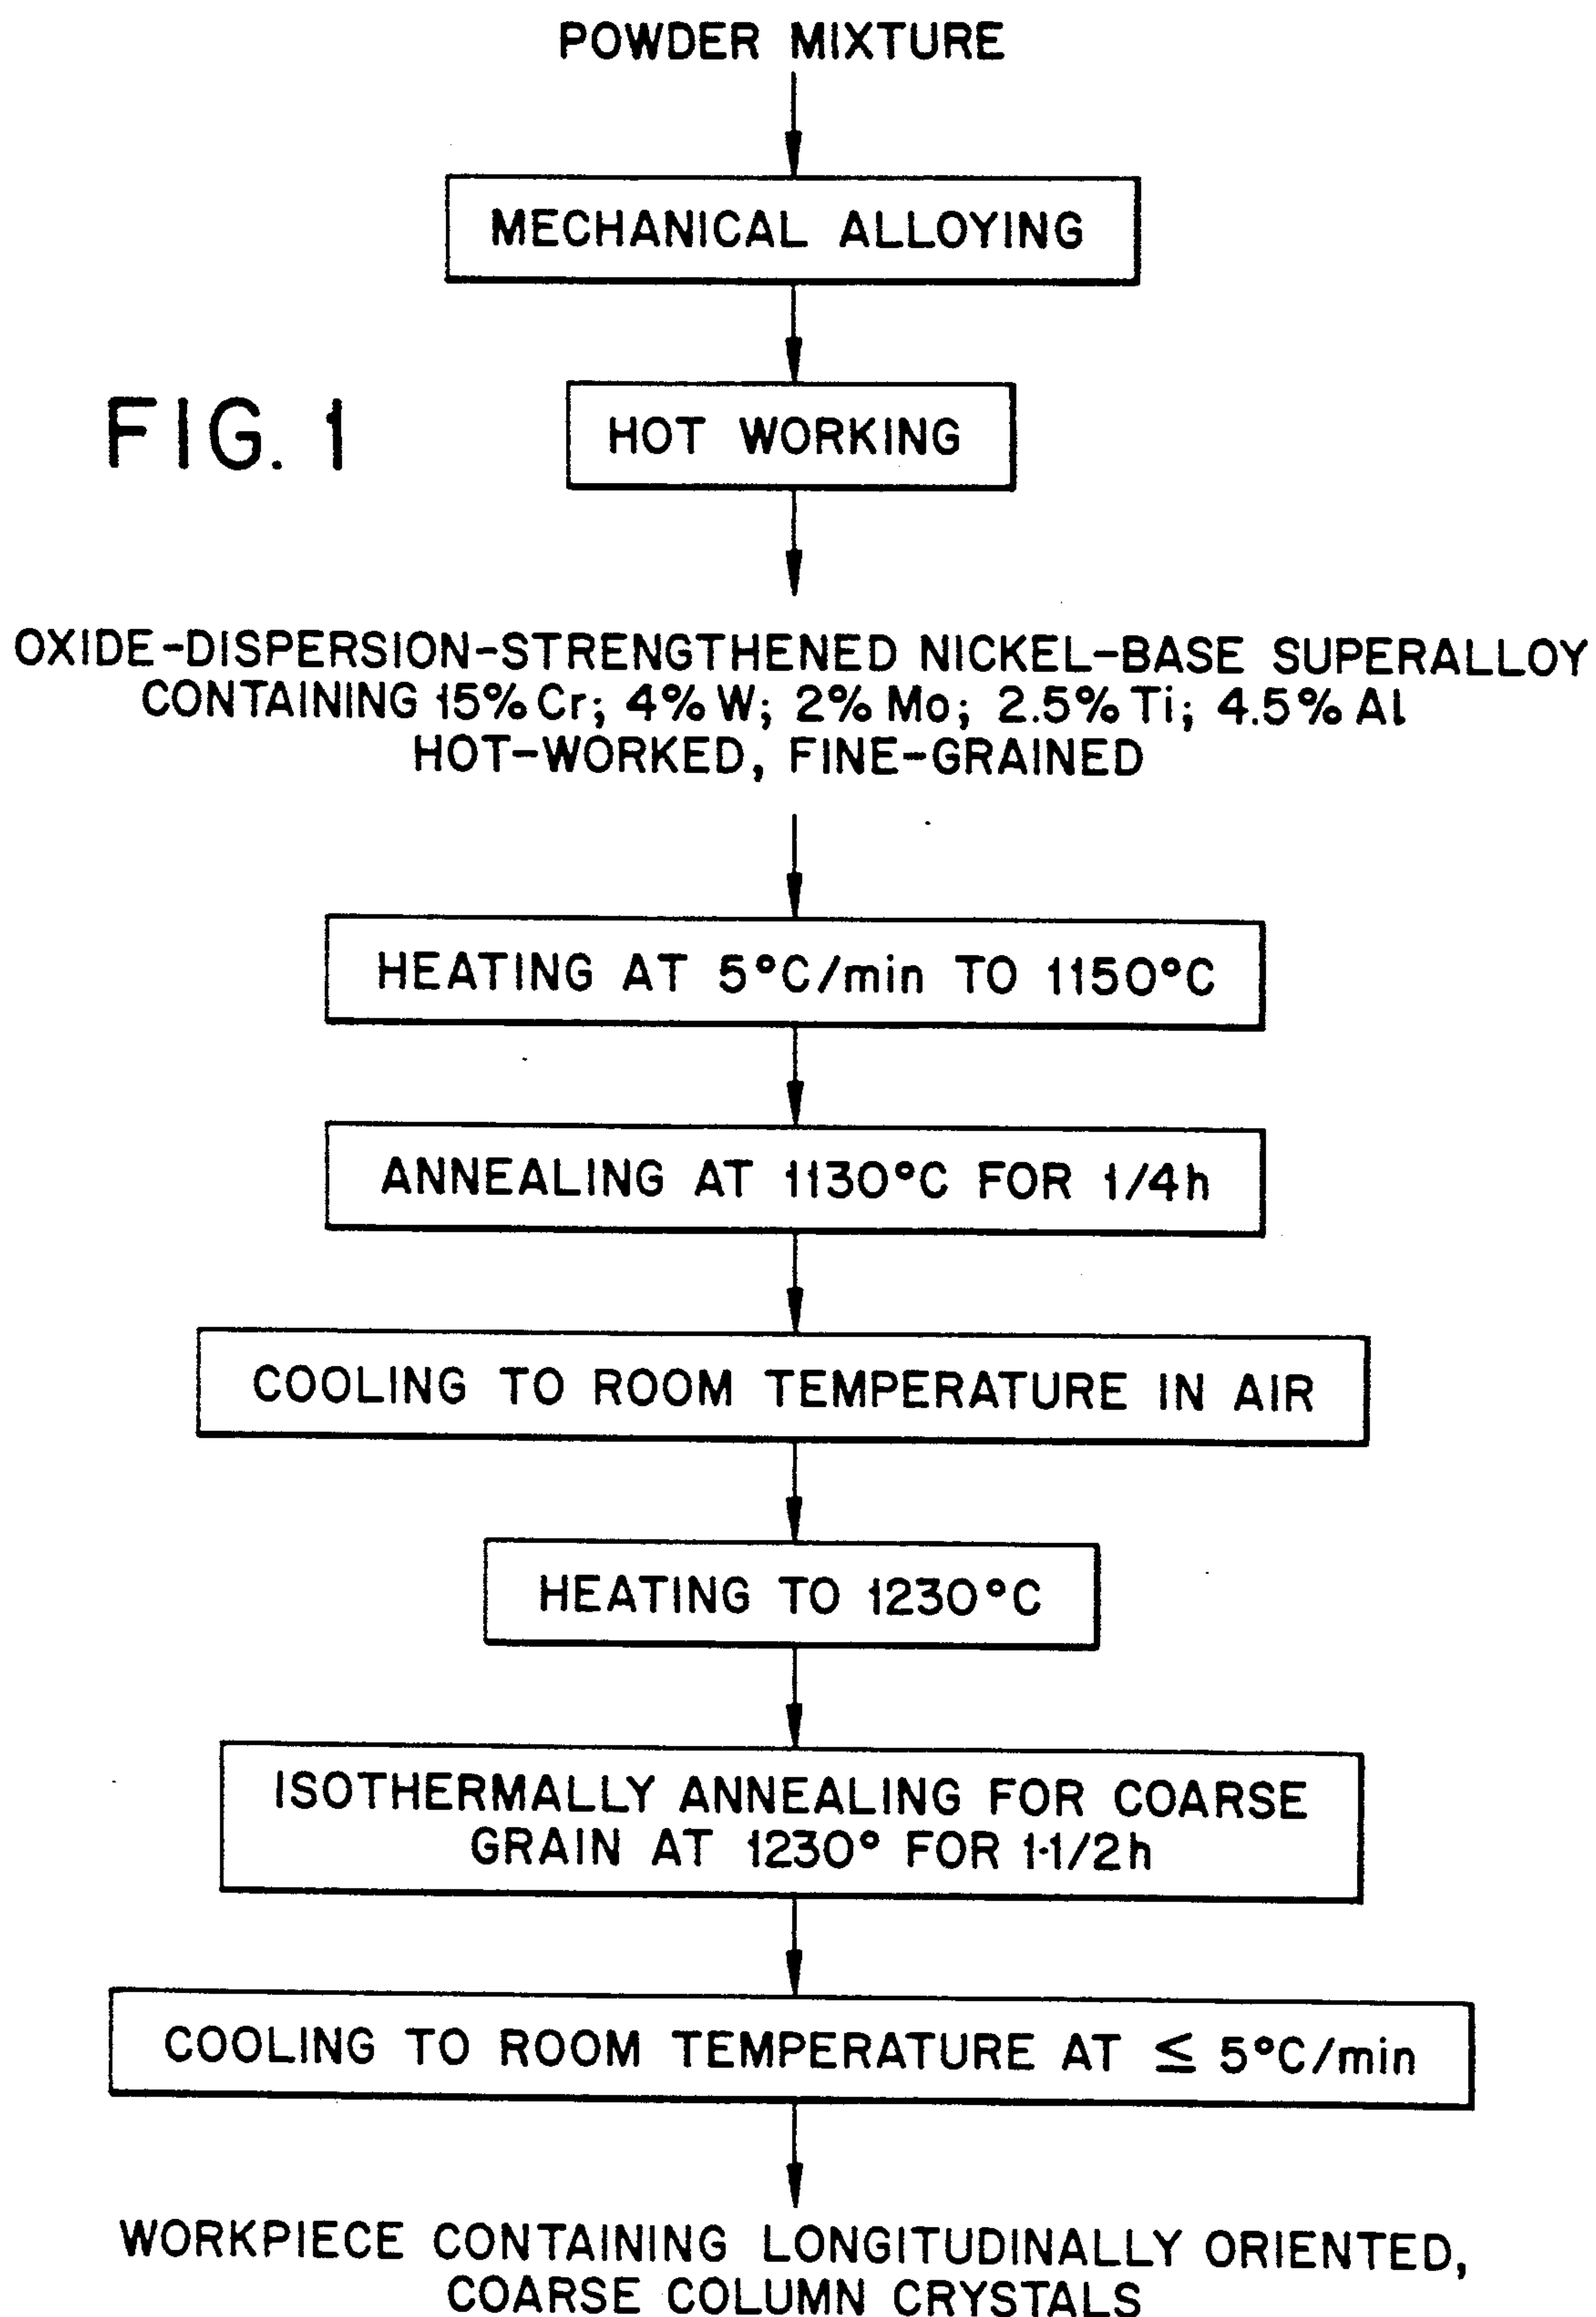 POWDER MIXTURE
MECHANICAL ALLOYING
FIG. 1
HOT WORKING
OXIDE-DISPERSION-STRENGTHENED NICKEL-BASE SUPERALLOY
CONTAINING 15% Cr; 4% W; 2% Mo; 2.5% Ti; 4.5% Al
HOT-WORKED, FINE-GRAINED
HEATING AT 5°C/min TO 1150°C
ANNEALING AT 1130°C FOR 1/4h
COOLING TO ROOM TEMPERATURE IN AIR
HEATING TO 1230°C
ISOTHERMALLY ANNEALING FOR COARSE
GRAIN AT 1230° FOR 1-1/2h
COOLING TO ROOM TEMPERATURE AT ≤ 5°C/min
WORKPIECE CONTAINING LONGITUDINALLY ORIENTED,
COARSE COLUMN CRYSTALS